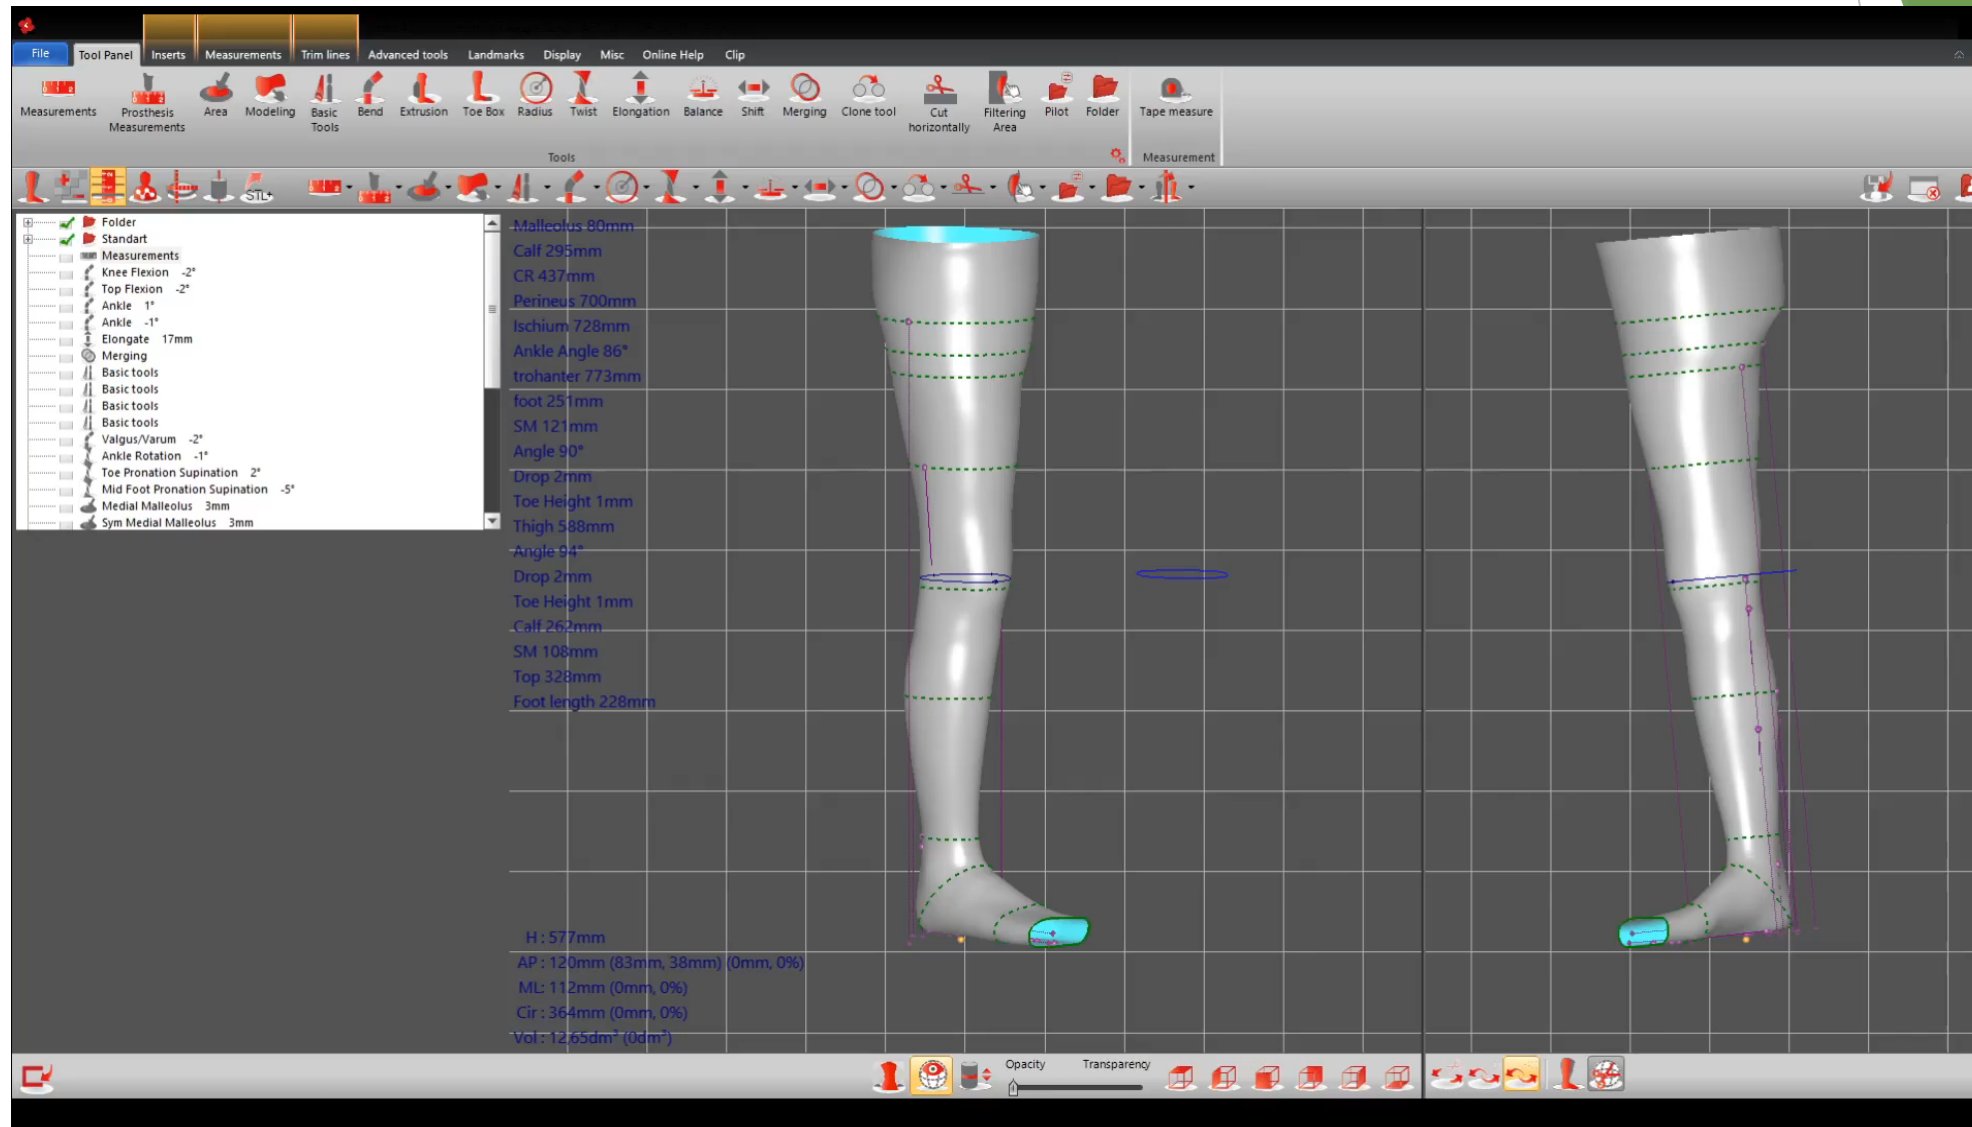 File Tool Panel Inserts Measurements Trim lines Advanced tools Landmarks Display Misc Online Help Clip
Measurements
Prosthesis
Measurements
Area
Modeling
Basic
Tools
Bend
Extrusion
Toe Box
Radius
Twist
Elongation
Balance
Shift
Merging
Clone tool
Cut
horizontally
Filtering
Area
Pilot
Folder
Tape measure
Tools
Measurement
STL+
Folder
Standart
Measurements
Knee Flexion -2°
Top Flexion -2°
Ankle 1°
Ankle -1°
Elongate 17mm
Merging
Basic tools
Basic tools
Basic tools
Basic tools
Valgus/Varum -2°
Ankle Rotation -1°
Toe Pronation Supination 2°
Mid Foot Pronation Supination -5°
Medial Malleolus 3mm
Sym Medial Malleolus 3mm
Malleolus 80mm
Calf 295mm
CR 437mm
Perineus 700mm
Ischium 728mm
Ankle Angle 86°
trohanter 773mm
foot 251mm
SM 121mm
Angle 90°
Drop 2mm
Toe Height 1mm
Thigh 588mm
Angle 94°
Drop 2mm
Toe Height 1mm
Calf 262mm
SM 108mm
Top 328mm
Foot length 228mm
H : 577mm
AP : 120mm (83mm, 38mm) (0mm, 0%)
ML: 112mm (0mm, 0%)
Cir : 364mm (0mm, 0%)
Vol : 12,65dm³ (0dm³)
Opacity Transparency